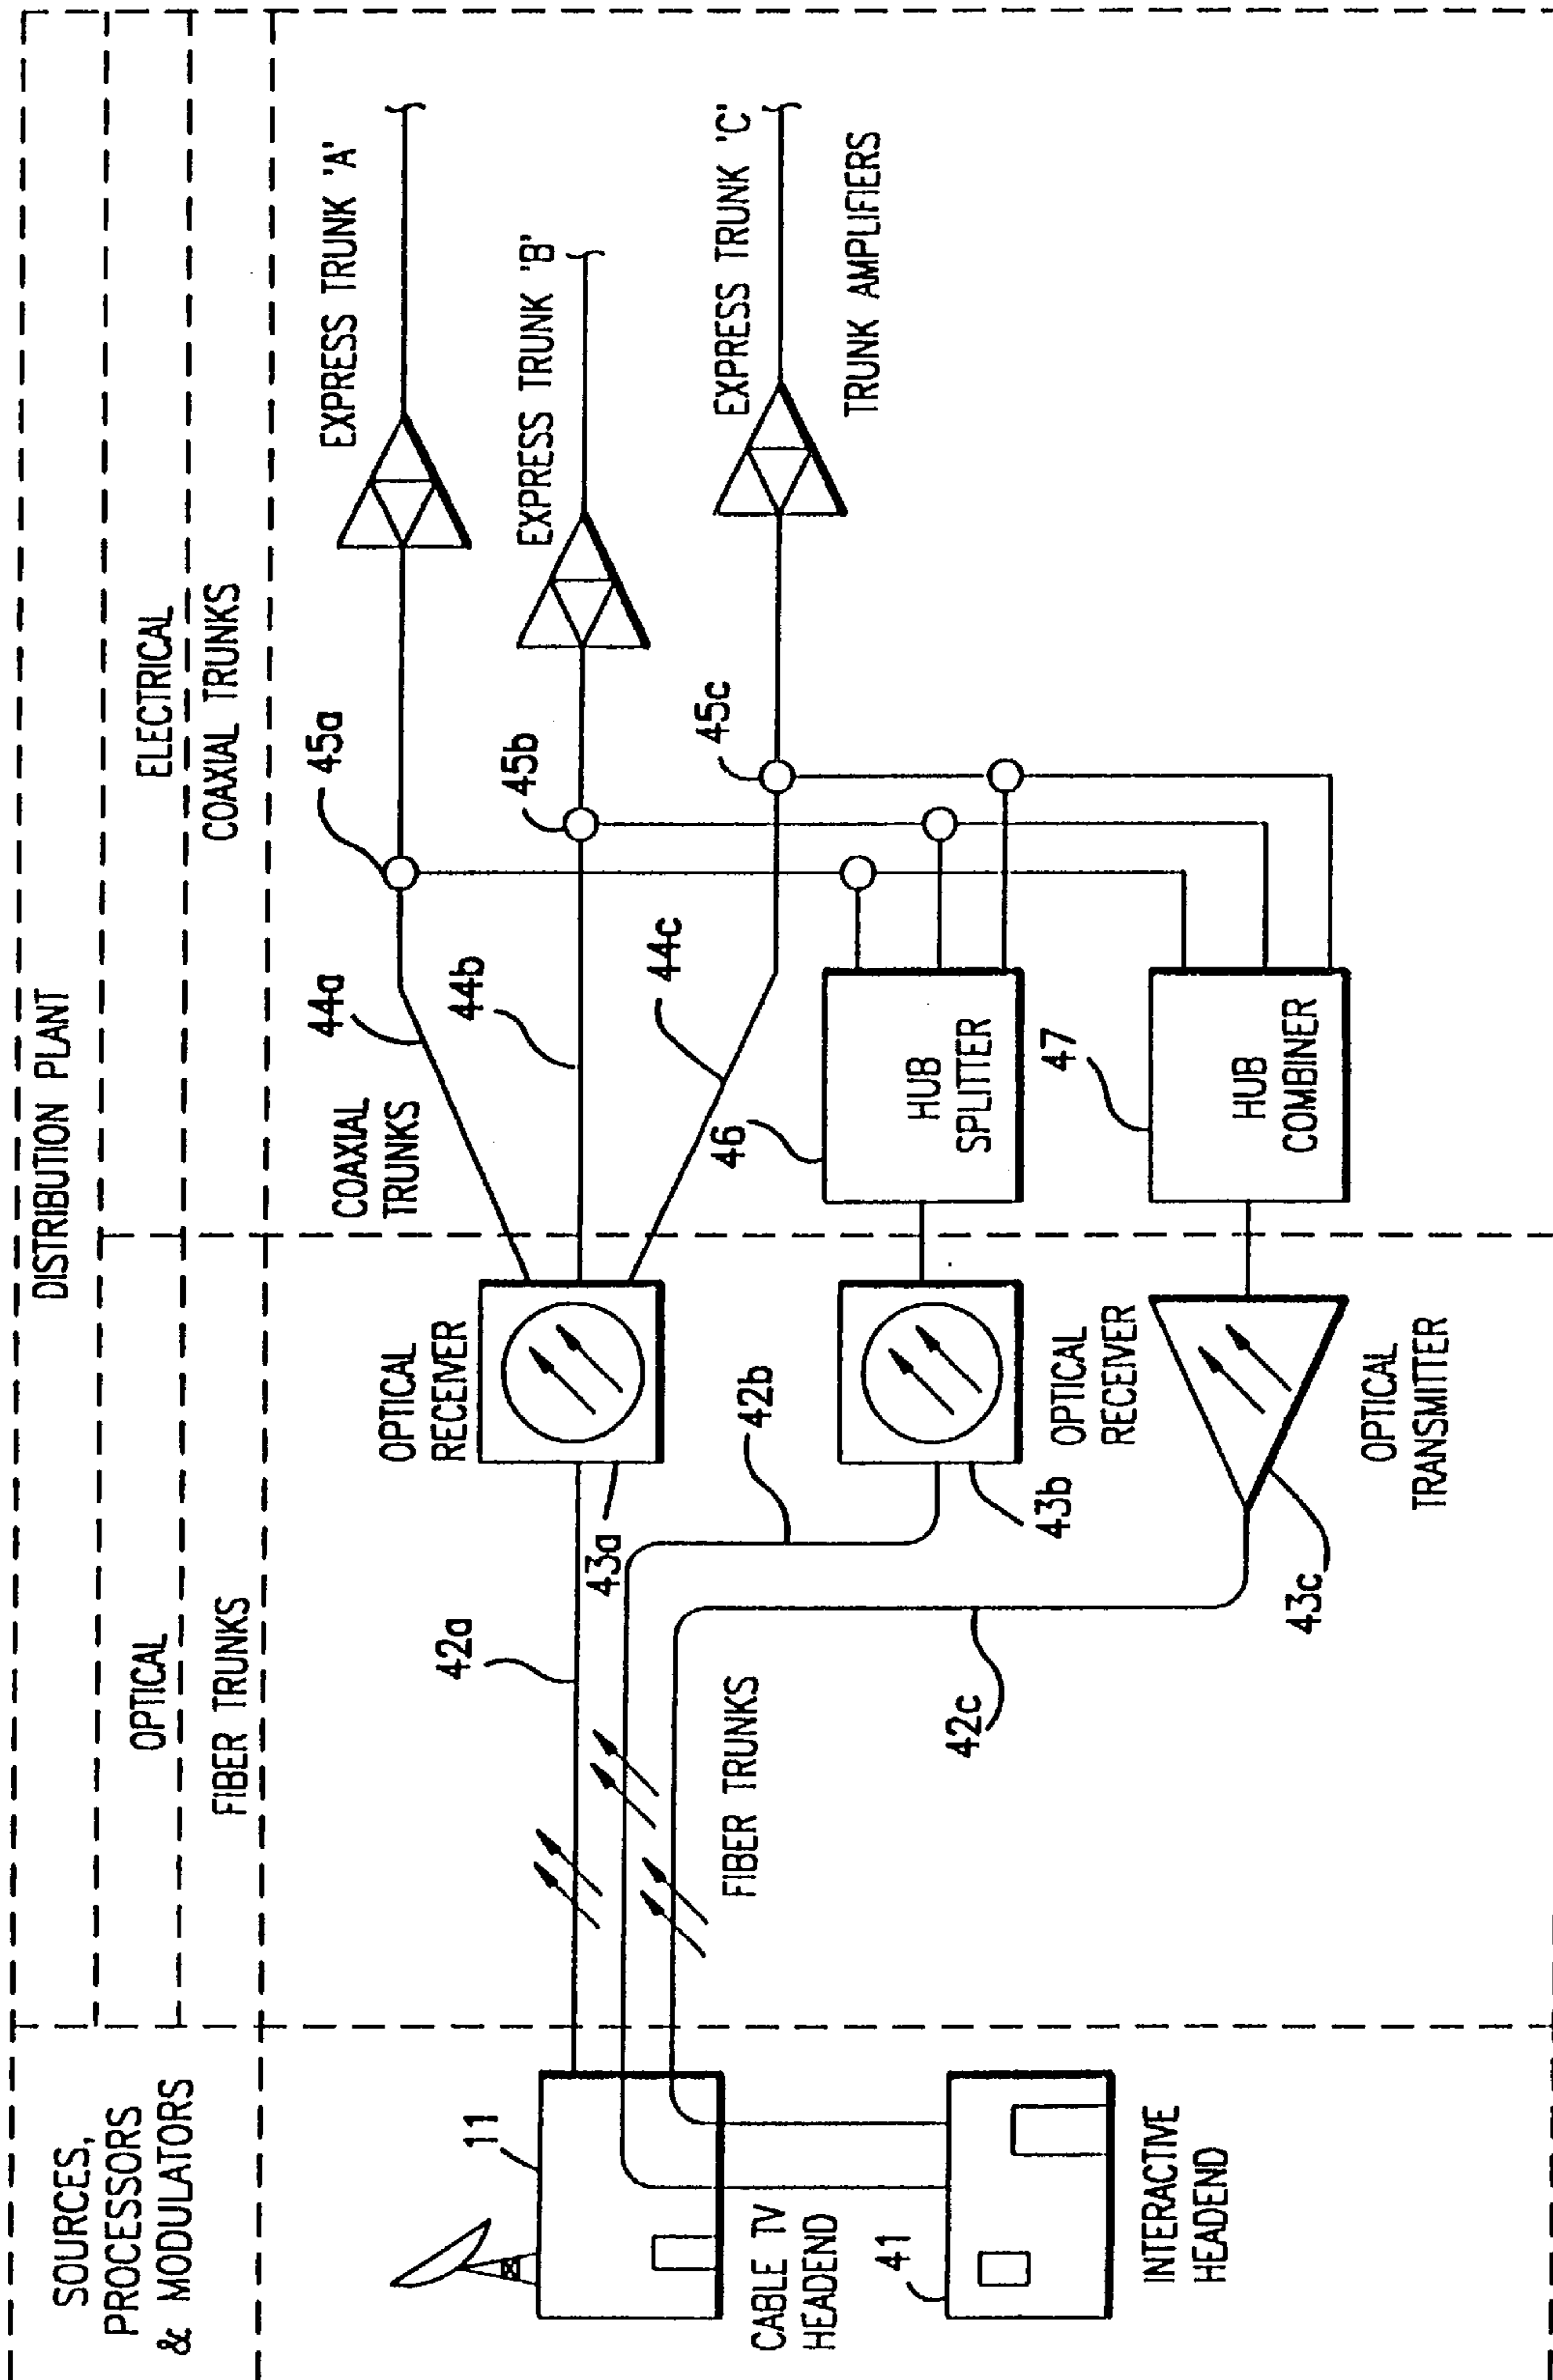 DISTRIBUTION PLANT
SOURCES,
PROCESSORS
& MODULATORS
OPTICAL
ELECTRICAL
FIBER TRUNKS
COAXIAL TRUNKS
11
CABLE TV
HEADEND
41
INTERACTIVE
HEADEND
42a
FIBER TRUNKS
42b
42c
OPTICAL
RECEIVER
43a
43b
OPTICAL
RECEIVER
43c
OPTICAL
TRANSMITTER
COAXIAL
TRUNKS
44a
44b
44c
45a
45b
45c
46
HUB
SPLITTER
47
HUB
COMBINER
EXPRESS TRUNK 'A'
EXPRESS TRUNK 'B'
EXPRESS TRUNK 'C'
TRUNK AMPLIFIERS